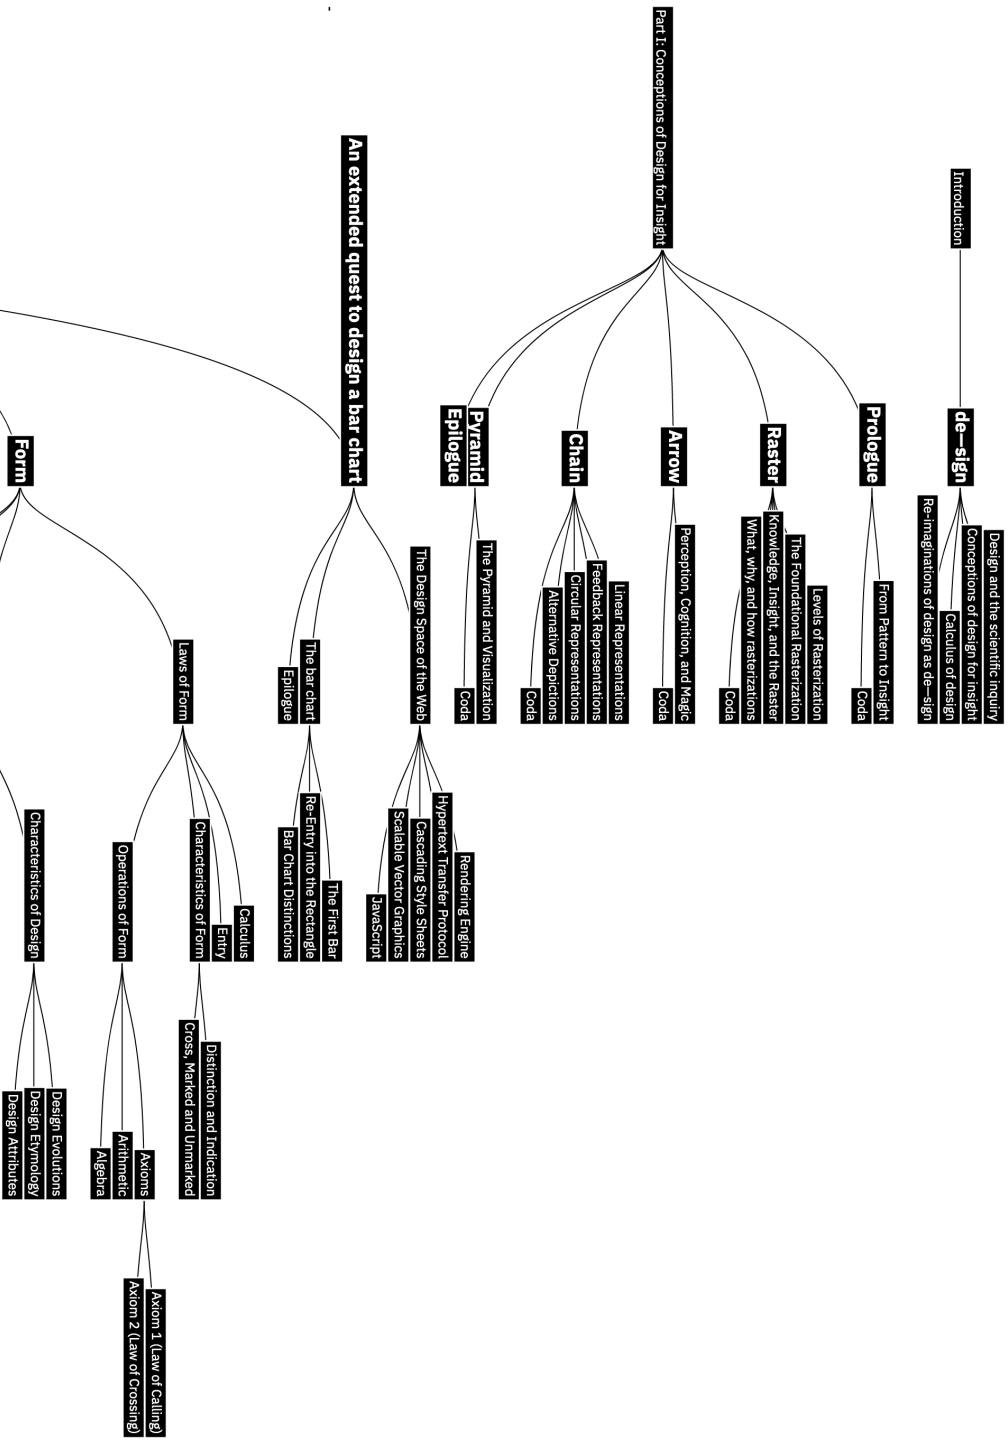 Introduction
de—sign
Design and the scientific inquiry
Conceptions of design for insight
Calculus of design
Re-imaginations of design as de—sign
Part I: Conceptions of Design for Insight
Prologue
From Pattern to Insight
Coda
Raster
Levels of Rasterization
The Foundational Rasterization
Knowledge, Insight, and the Raster
What, why, and how rasterizations
Coda
Arrow
Perception, Cognition, and Magic
Coda
Chain
Linear Representations
Feedback Representations
Circular Representations
Alternative Depictions
Coda
Pyramid
The Pyramid and Visualization
Coda
Epilogue
An extended quest to design a bar chart
The Design Space of the Web
Rendering Engine
Hypertext Transfer Protocol
Cascading Style Sheets
Scalable Vector Graphics
JavaScript
The bar chart
The First Bar
Re-Entry into the Rectangle
Bar Chart Distinctions
Epilogue
Form
Laws of Form
Calculus
Entry
Characteristics of Form
Distinction and Indication
Cross, Marked and Unmarked
Operations of Form
Axioms
Axiom 1 (Law of Calling)
Axiom 2 (Law of Crossing)
Arithmetic
Algebra
Characteristics of Design
Design Evolutions
Design Etymology
Design Attributes